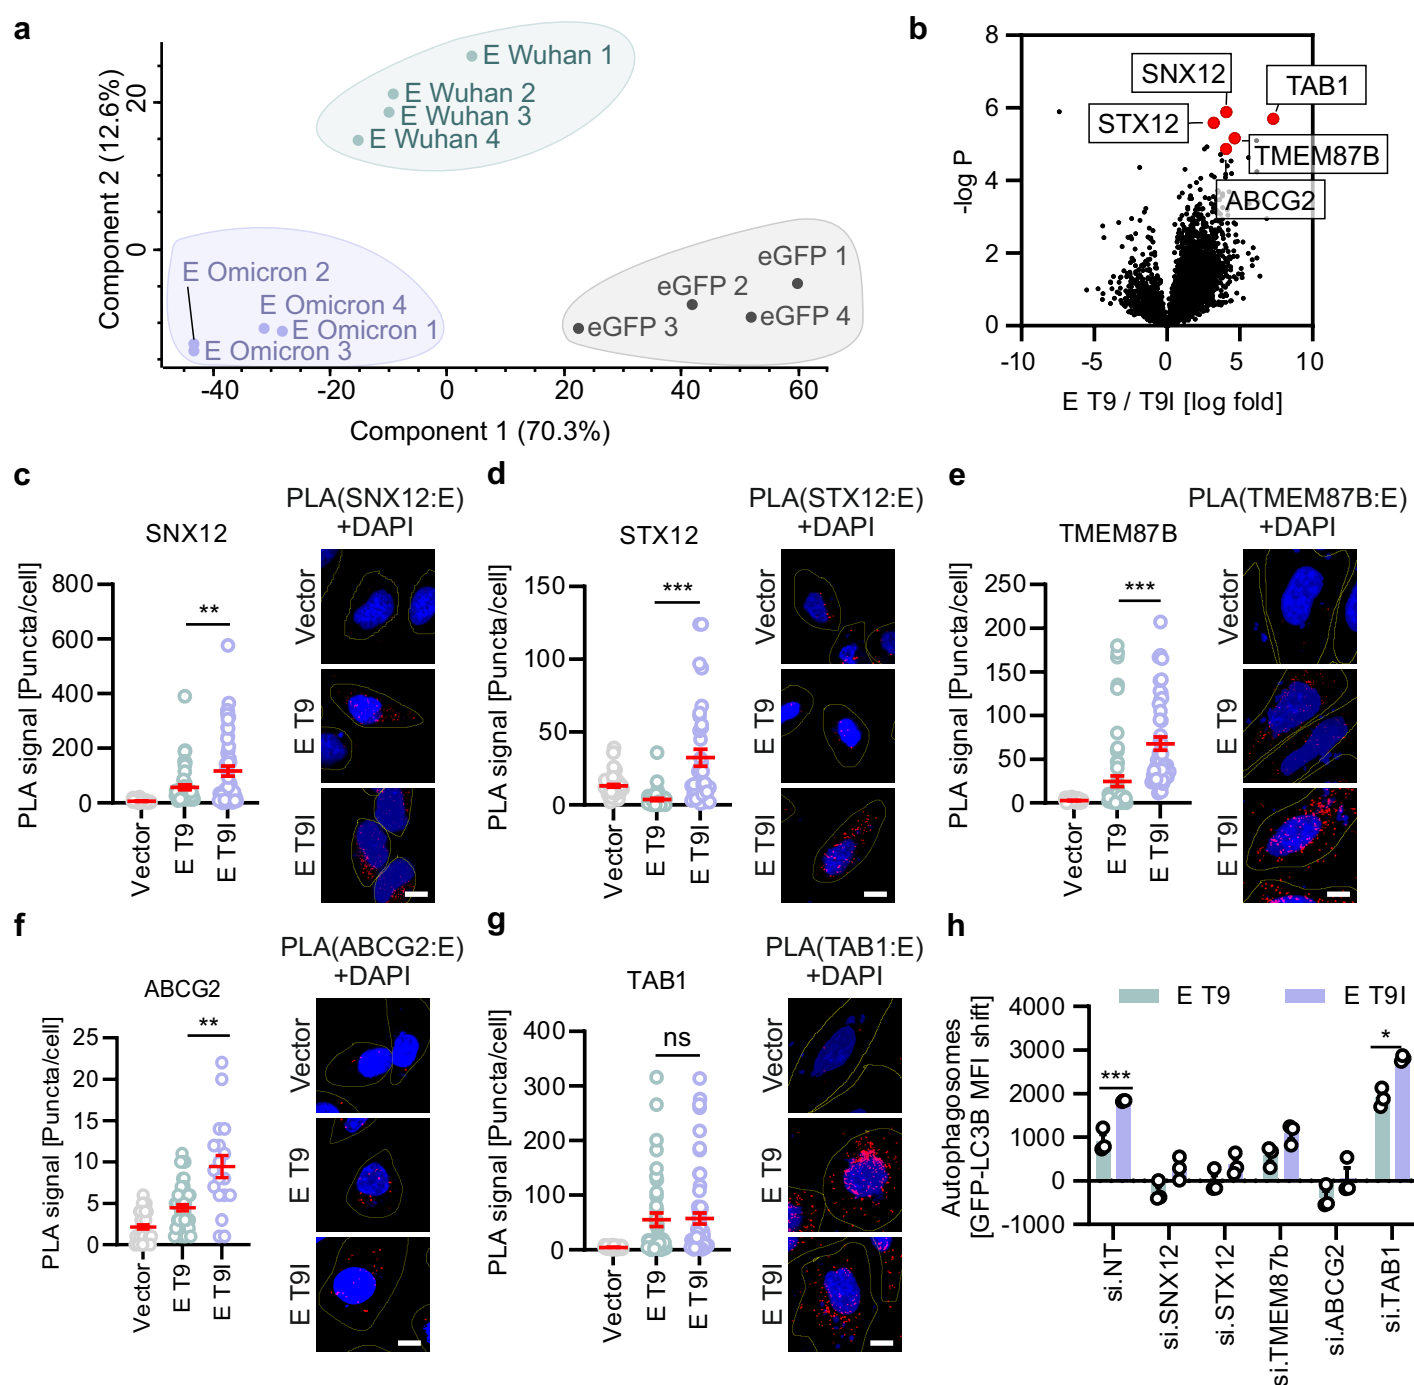 a
Component 2 (12.6%)
20
0
E Wuhan 1
E Wuhan 2
E Wuhan 3
E Wuhan 4
E Omicron 2
E Omicron 4
E Omicron 1
E Omicron 3
eGFP 1
eGFP 2
eGFP 3
eGFP 4
-40 -20 0 20 40 60
Component 1 (70.3%)
b
-log P
8
6
4
2
0
SNX12
TAB1
STX12
TMEM87B
ABCG2
-10 -5 0 5 10
E T9 / T9I [log fold]
c
SNX12
PLA signal [Puncta/cell]
800
600
400
200
0
**
Vector
E T9
E T9I
PLA(SNX12:E)
+DAPI
Vector
E T9
E T9I
d
STX12
PLA signal [Puncta/cell]
150
100
50
0
***
Vector
E T9
E T9I
PLA(STX12:E)
+DAPI
Vector
E T9
E T9I
e
TMEM87B
PLA signal [Puncta/cell]
250
200
150
100
50
0
***
Vector
E T9
E T9I
PLA(TMEM87B:E)
+DAPI
Vector
E T9
E T9I
f
ABCG2
PLA signal [Puncta/cell]
25
20
15
10
5
0
**
Vector
E T9
E T9I
PLA(ABCG2:E)
+DAPI
Vector
E T9
E T9I
g
TAB1
PLA signal [Puncta/cell]
400
300
200
100
0
ns
Vector
E T9
E T9I
PLA(TAB1:E)
+DAPI
Vector
E T9
E T9I
h
E T9
E T9I
Autophagosomes
[GFP-LC3B MFI shift]
4000
3000
2000
1000
0
-1000
***
*
si.NT
si.SNX12
si.STX12
si.TMEM87b
si.ABCG2
si.TAB1